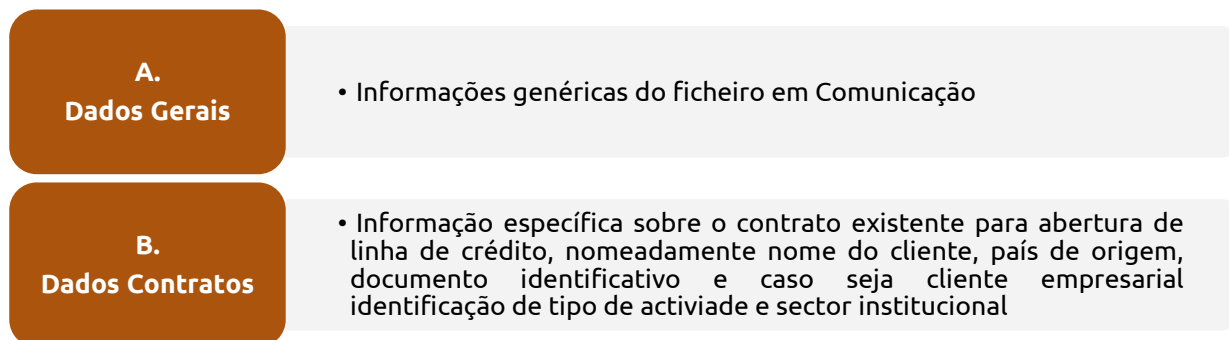 A.
Dados Gerais
• Informações genéricas do ficheiro em Comunicação
B.
Dados Contratos
• Informação específica sobre o contrato existente para abertura de
linha de crédito, nomeadamente nome do cliente, país de origem,
documento identificativo e caso seja cliente empresarial
identificação de tipo de activiade e sector institucional